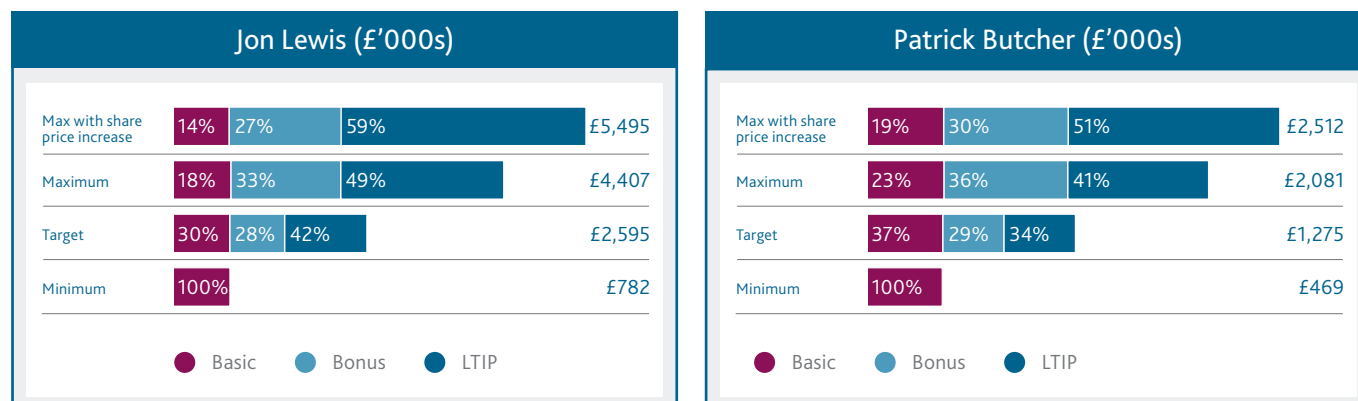 Jon Lewis (£’000s)
Max with share
price increase
14% 27% 59% £5,495
Maximum 18% 33% 49% £4,407
Target 30% 28% 42% £2,595
Minimum 100% £782
Basic Bonus LTIP
Patrick Butcher (£’000s)
Max with share
price increase
19% 30% 51% £2,512
Maximum 23% 36% 41% £2,081
Target 37% 29% 34% £1,275
Minimum 100% £469
Basic Bonus LTIP